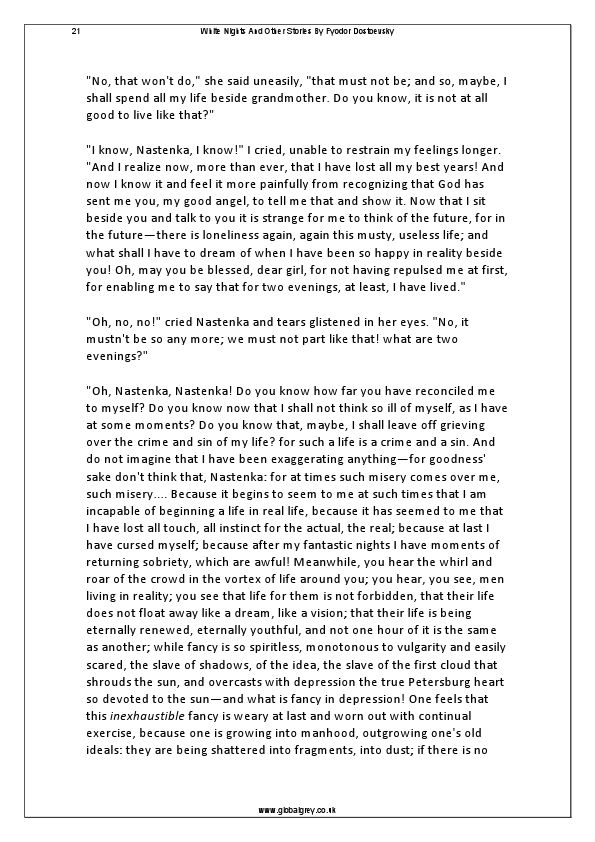 21 White Nights And Other Stories By Fyodor Dostoevsky
"No, that won't do," she said uneasily, "that must not be; and so, maybe, I
shall spend all my life beside grandmother. Do you know, it is not at all
good to live like that?"
"I know, Nastenka, I know!" I cried, unable to restrain my feelings longer.
"And I realize now, more than ever, that I have lost all my best years! And
now I know it and feel it more painfully from recognizing that God has
sent me you, my good angel, to tell me that and show it. Now that I sit
beside you and talk to you it is strange for me to think of the future, for in
the future—there is loneliness again, again this musty, useless life; and
what shall I have to dream of when I have been so happy in reality beside
you! Oh, may you be blessed, dear girl, for not having repulsed me at first,
for enabling me to say that for two evenings, at least, I have lived."
"Oh, no, no!" cried Nastenka and tears glistened in her eyes. "No, it
mustn't be so any more; we must not part like that! what are two
evenings?"
"Oh, Nastenka, Nastenka! Do you know how far you have reconciled me
to myself? Do you know now that I shall not think so ill of myself, as I have
at some moments? Do you know that, maybe, I shall leave off grieving
over the crime and sin of my life? for such a life is a crime and a sin. And
do not imagine that I have been exaggerating anything—for goodness'
sake don't think that, Nastenka: for at times such misery comes over me,
such misery.... Because it begins to seem to me at such times that I am
incapable of beginning a life in real life, because it has seemed to me that
I have lost all touch, all instinct for the actual, the real; because at last I
have cursed myself; because after my fantastic nights I have moments of
returning sobriety, which are awful! Meanwhile, you hear the whirl and
roar of the crowd in the vortex of life around you; you hear, you see, men
living in reality; you see that life for them is not forbidden, that their life
does not float away like a dream, like a vision; that their life is being
eternally renewed, eternally youthful, and not one hour of it is the same
as another; while fancy is so spiritless, monotonous to vulgarity and easily
scared, the slave of shadows, of the idea, the slave of the first cloud that
shrouds the sun, and overcasts with depression the true Petersburg heart
so devoted to the sun—and what is fancy in depression! One feels that
this inexhaustible fancy is weary at last and worn out with continual
exercise, because one is growing into manhood, outgrowing one's old
ideals: they are being shattered into fragments, into dust; if there is no
www.globalgrey.co.uk